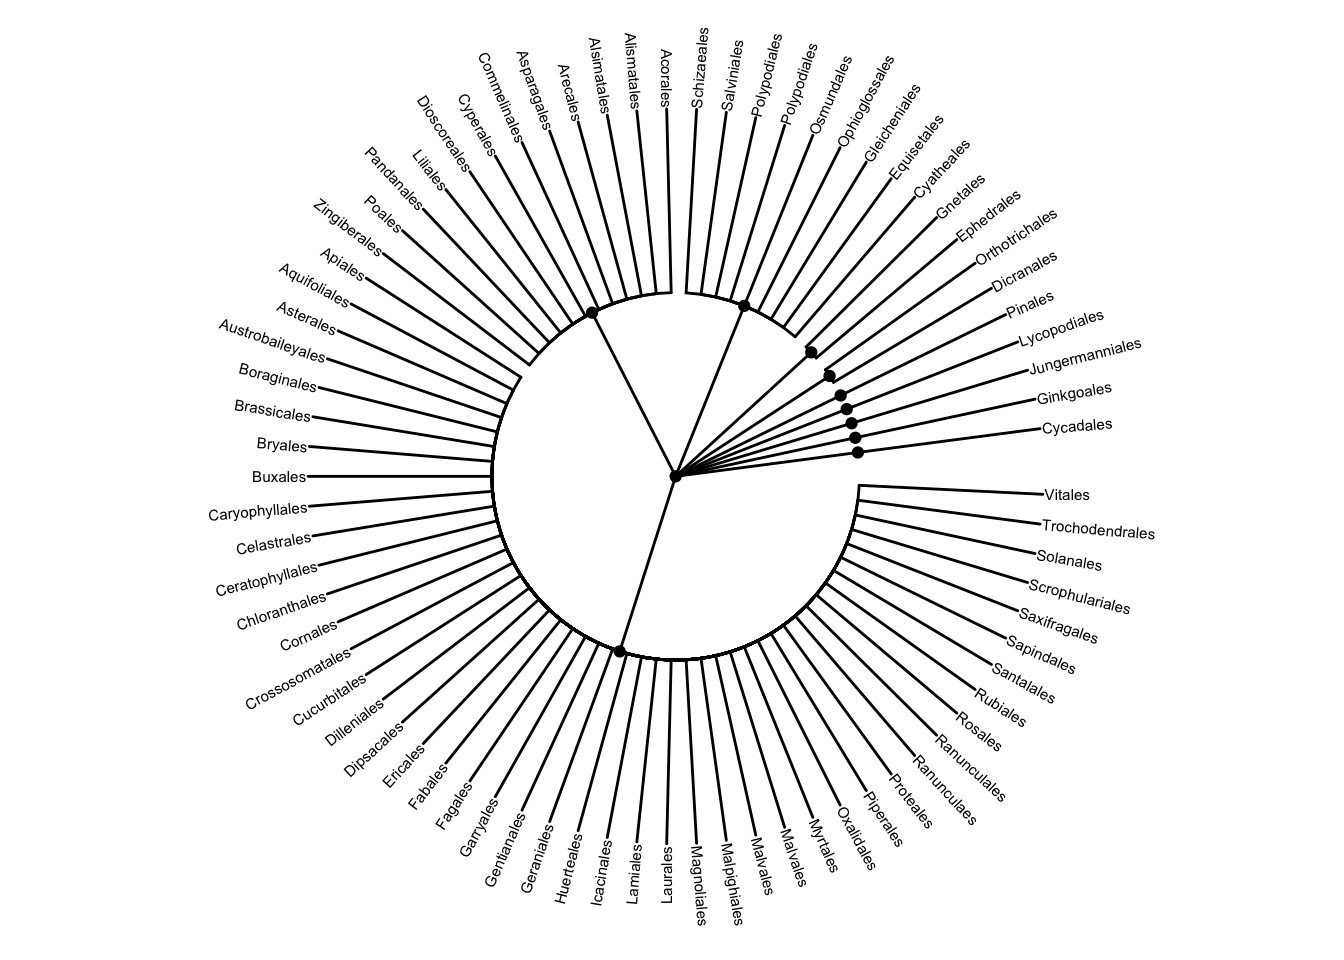 Schizaeales
Salviniales
Polypodiales
Polypodiales
Osmundales
Ophioglossales
Gleicheniales
Equisetales
Cyatheales
Gnetales
Ephedrales
Orthotrichales
Dicranales
Pinales
Lycopodiales
Jungermanniales
Ginkgoales
Cycadales
Vitales
Trochodendrales
Solanales
Scrophulariales
Saxifragales
Sapindales
Santalales
Rubiales
Rosales
Ranunculales
Ranunculaes
Proteales
Piperales
Oxalidales
Myrtales
Malvales
Malvales
Malpighiales
Magnoliales
Laurales
Lamiales
Icacinales
Huerteales
Geraniales
Gentianales
Garryales
Fagales
Fabales
Ericales
Dipsacales
Dilleniales
Cucurbitales
Crossosomatales
Cornales
Chloranthales
Ceratophyllales
Celastrales
Caryophyllales
Buxales
Bryales
Brassicales
Boraginales
Austrobaileyales
Asterales
Aquifoliales
Apiales
Zingiberales
Poales
Pandanales
Liliales
Dioscoreales
Cyperales
Commelinales
Asparagales
Arecales
Alsimatales
Alismatales
Acorales